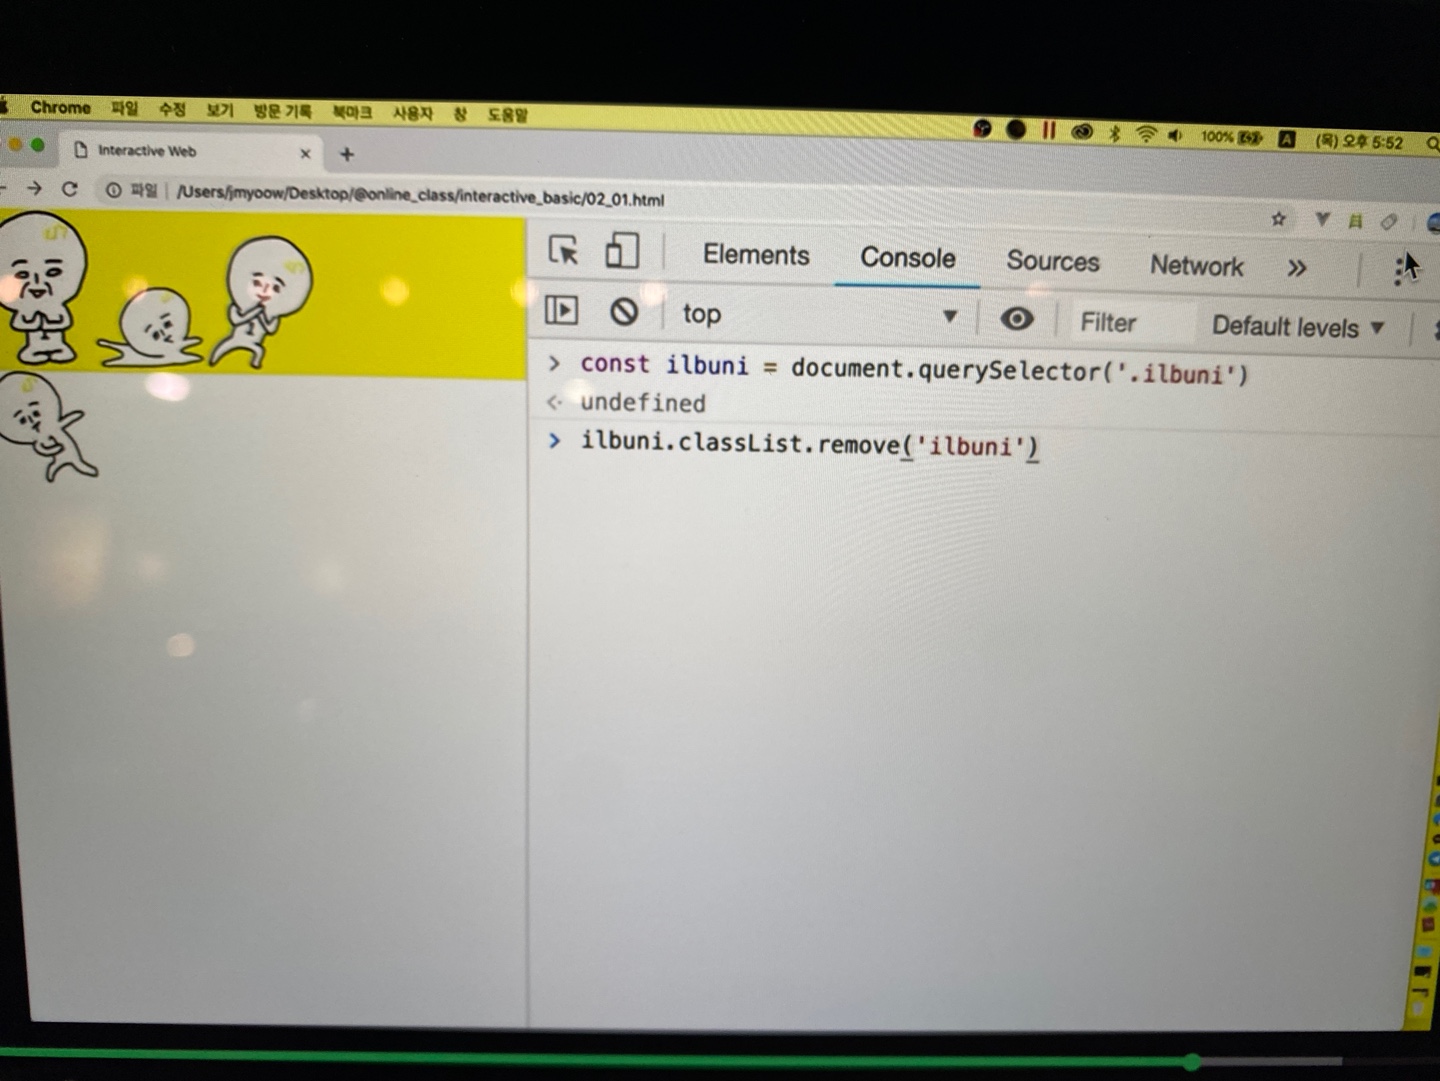 Chrome 파일 수정 보기 방문 기록 북마크 사용자 창 도움말
100% A (목) 오후 5:52
Interactive Web × +
파일 | /Users/jmyoow/Desktop/@online_class/interactive_basic/02_01.html
Elements Console Sources Network »
top Filter Default levels ▼
> const ilbuni = document.querySelector('.ilbuni')
<· undefined
> ilbuni.classList.remove('ilbuni')